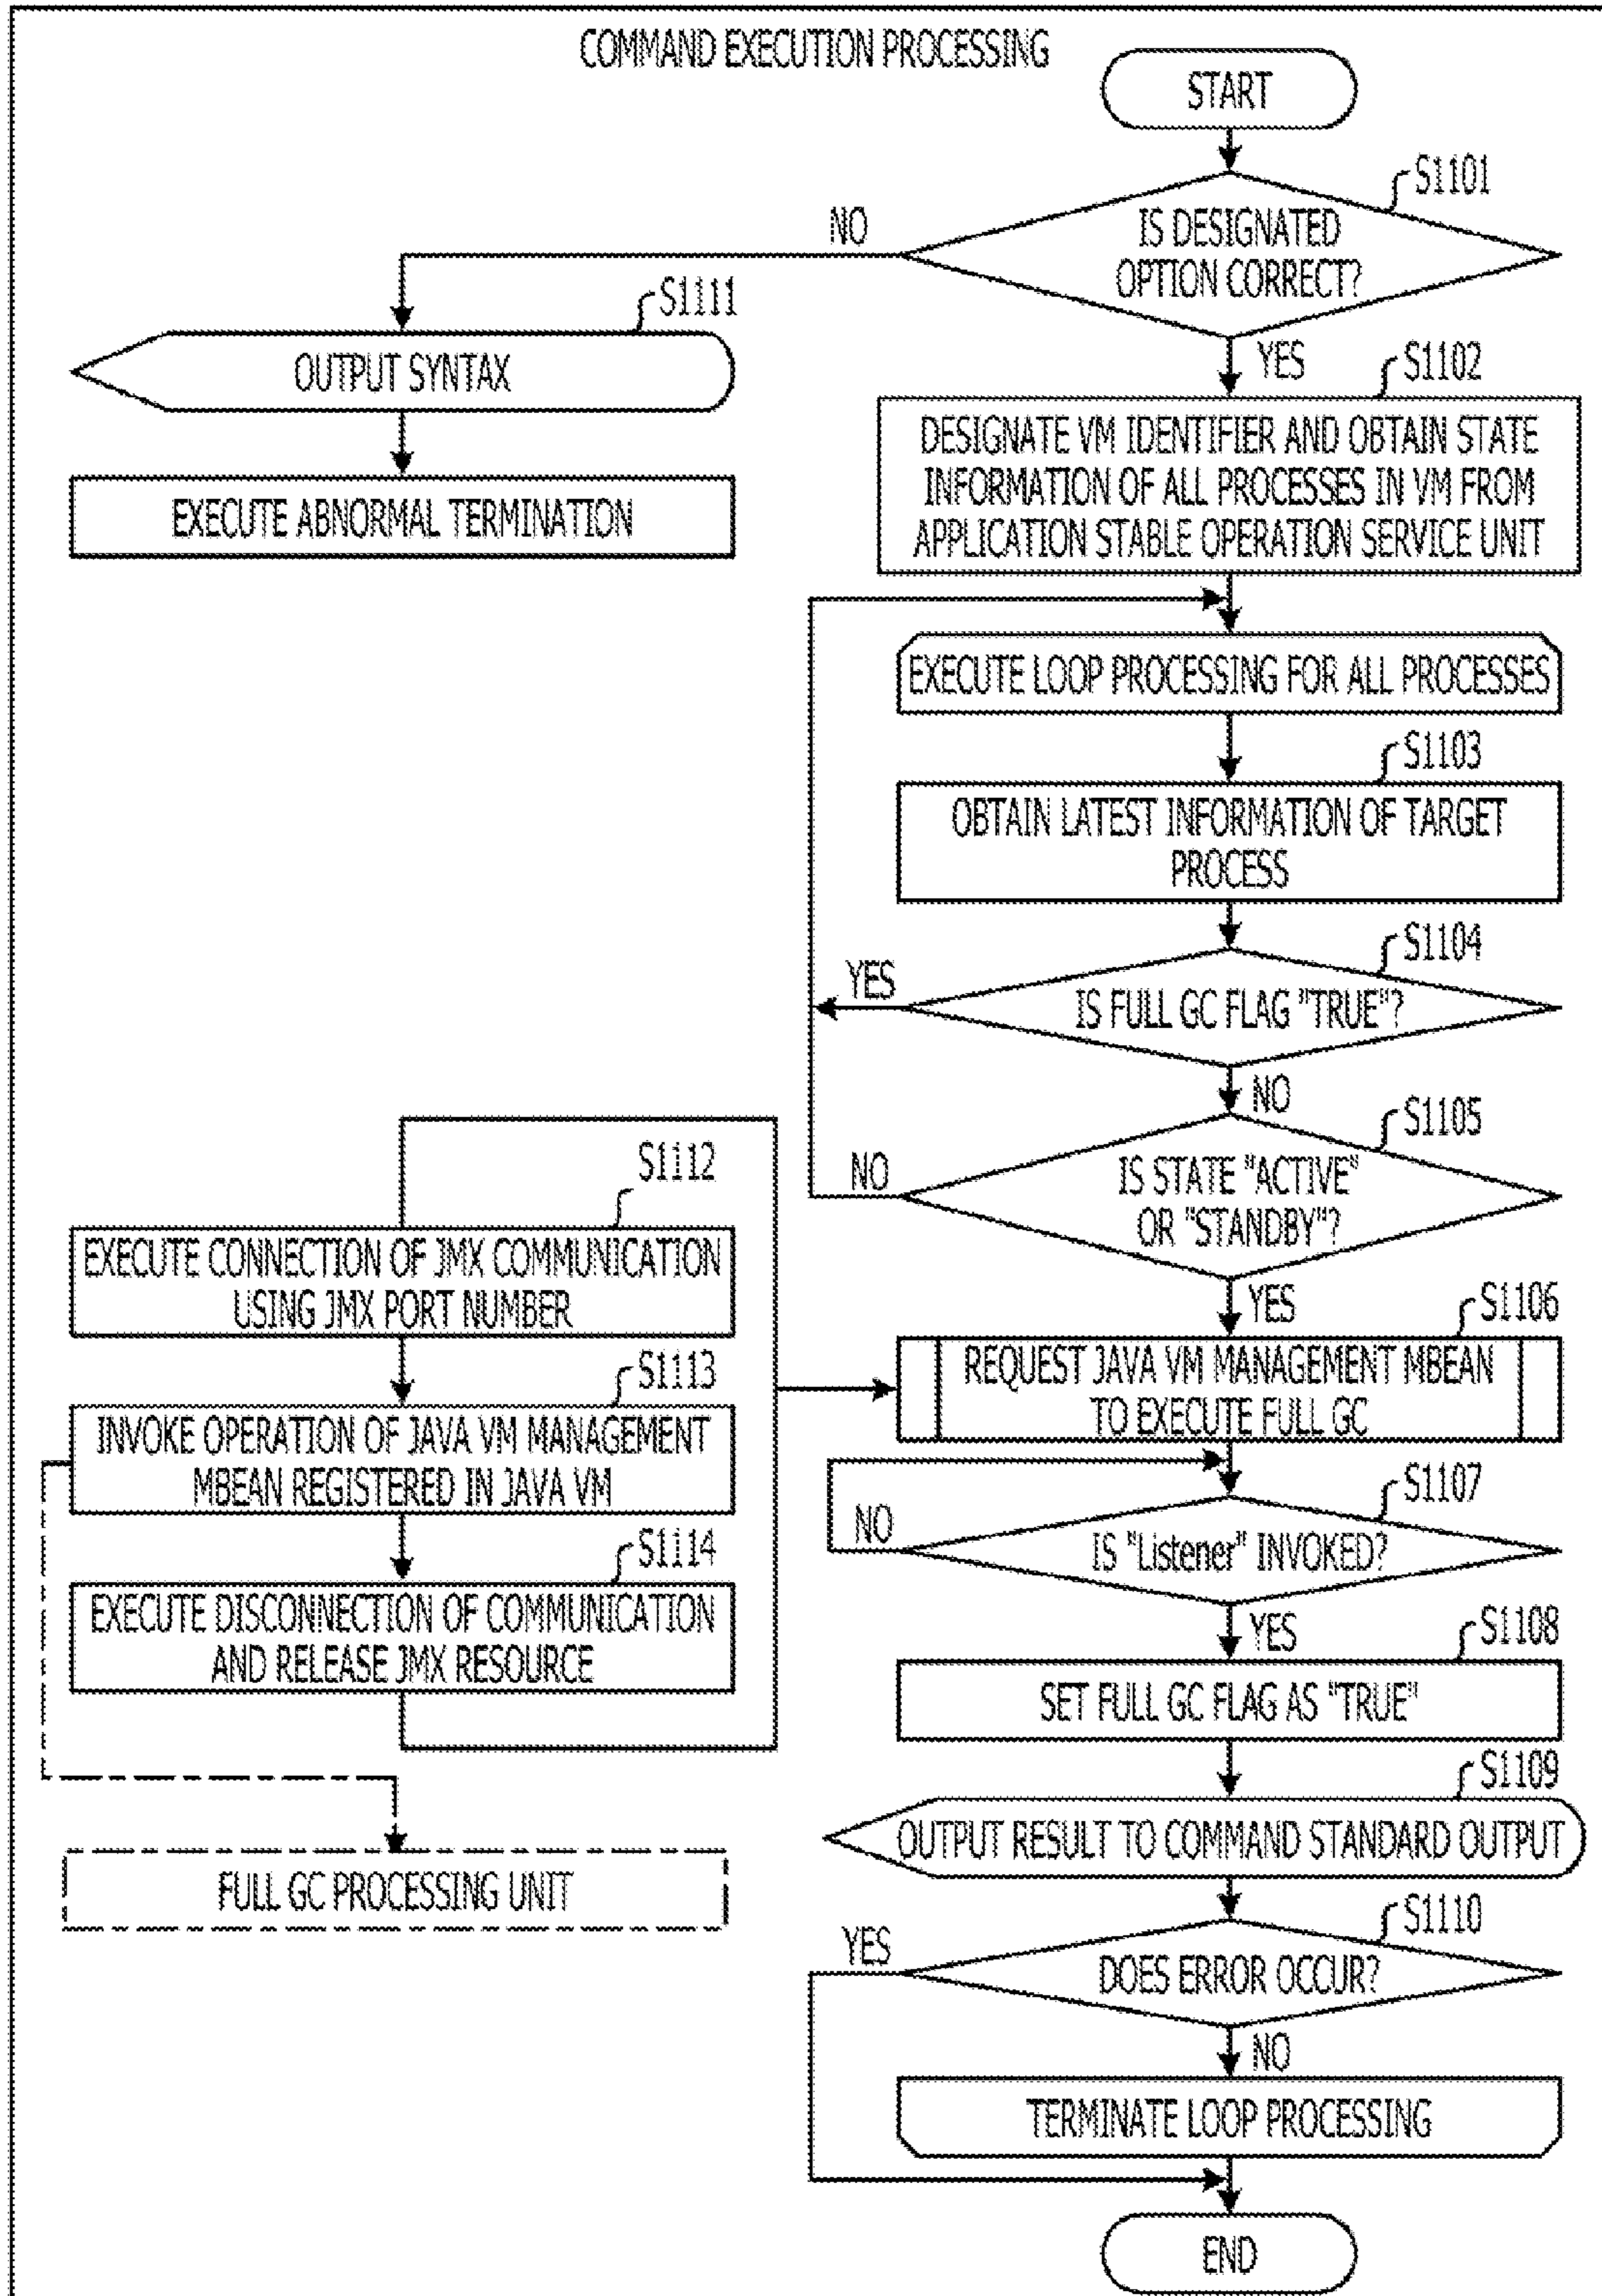 COMMAND EXECUTION PROCESSING
START
S1101
IS DESIGNATED
OPTION CORRECT?
NO
YES
S1111
OUTPUT SYNTAX
EXECUTE ABNORMAL TERMINATION
S1102
DESIGNATE VM IDENTIFIER AND OBTAIN STATE
INFORMATION OF ALL PROCESSES IN VM FROM
APPLICATION STABLE OPERATION SERVICE UNIT
EXECUTE LOOP PROCESSING FOR ALL PROCESSES
S1103
OBTAIN LATEST INFORMATION OF TARGET
PROCESS
S1104
IS FULL GC FLAG "TRUE"?
YES
NO
S1105
IS STATE "ACTIVE"
OR "STANDBY"?
NO
YES
S1106
REQUEST JAVA VM MANAGEMENT MBEAN
TO EXECUTE FULL GC
S1112
EXECUTE CONNECTION OF JMX COMMUNICATION
USING JMX PORT NUMBER
S1113
INVOKE OPERATION OF JAVA VM MANAGEMENT
MBEAN REGISTERED IN JAVA VM
S1114
EXECUTE DISCONNECTION OF COMMUNICATION
AND RELEASE JMX RESOURCE
FULL GC PROCESSING UNIT
S1107
IS "Listener" INVOKED?
NO
YES
S1108
SET FULL GC FLAG AS "TRUE"
S1109
OUTPUT RESULT TO COMMAND STANDARD OUTPUT
S1110
DOES ERROR OCCUR?
YES
NO
TERMINATE LOOP PROCESSING
END